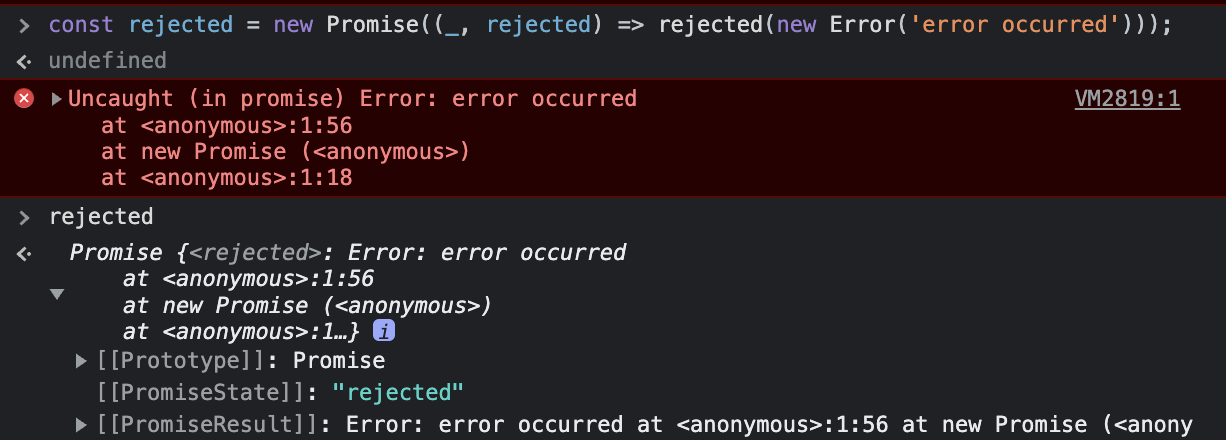 const rejected = new Promise((_, rejected) => rejected(new Error('error occurred')));
undefined
Uncaught (in promise) Error: error occurred VM2819:1
at <anonymous>:1:56
at new Promise (<anonymous>)
at <anonymous>:1:18
rejected
Promise {<rejected>: Error: error occurred
at <anonymous>:1:56
at new Promise (<anonymous>)
at <anonymous>:1…} i
[[Prototype]]: Promise
[[PromiseState]]: "rejected"
[[PromiseResult]]: Error: error occurred at <anonymous>:1:56 at new Promise (<anony